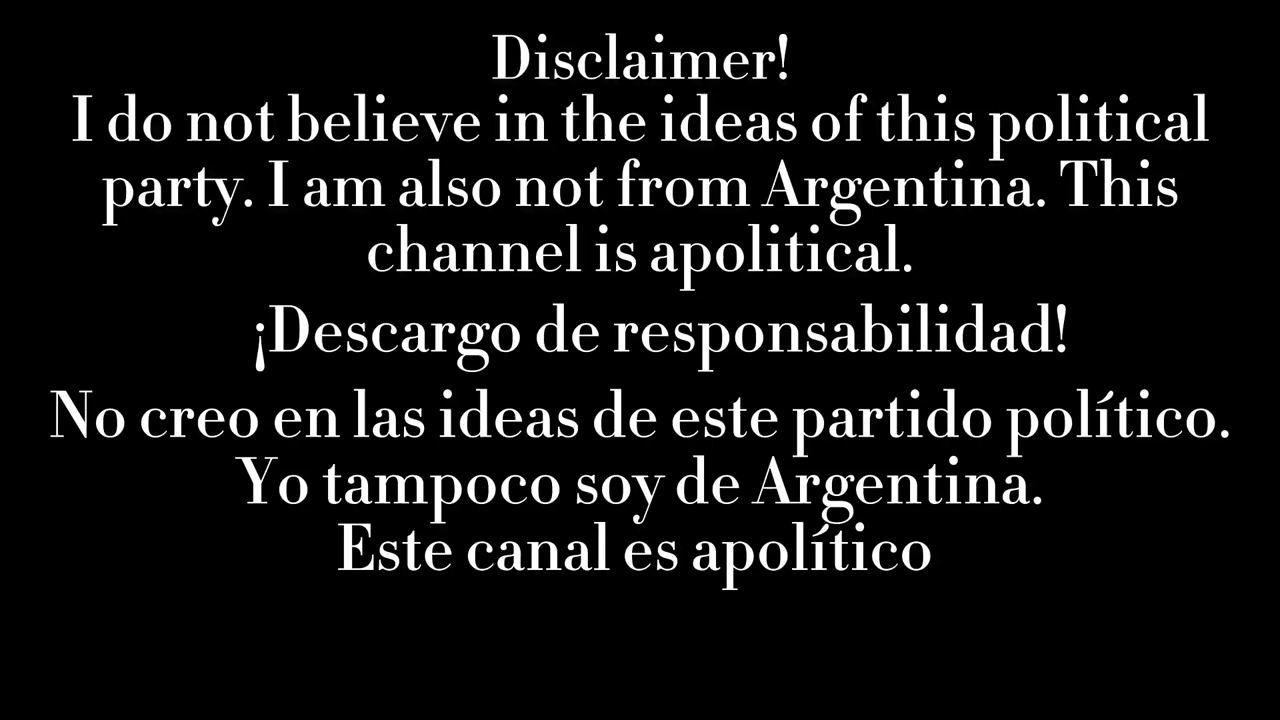 Disclaimer!
I do not believe in the ideas of this political
party. I am also not from Argentina. This
channel is apolitical.
¡Descargo de responsabilidad!
No creo en las ideas de este partido político.
Yo tampoco soy de Argentina.
Este canal es apolítico